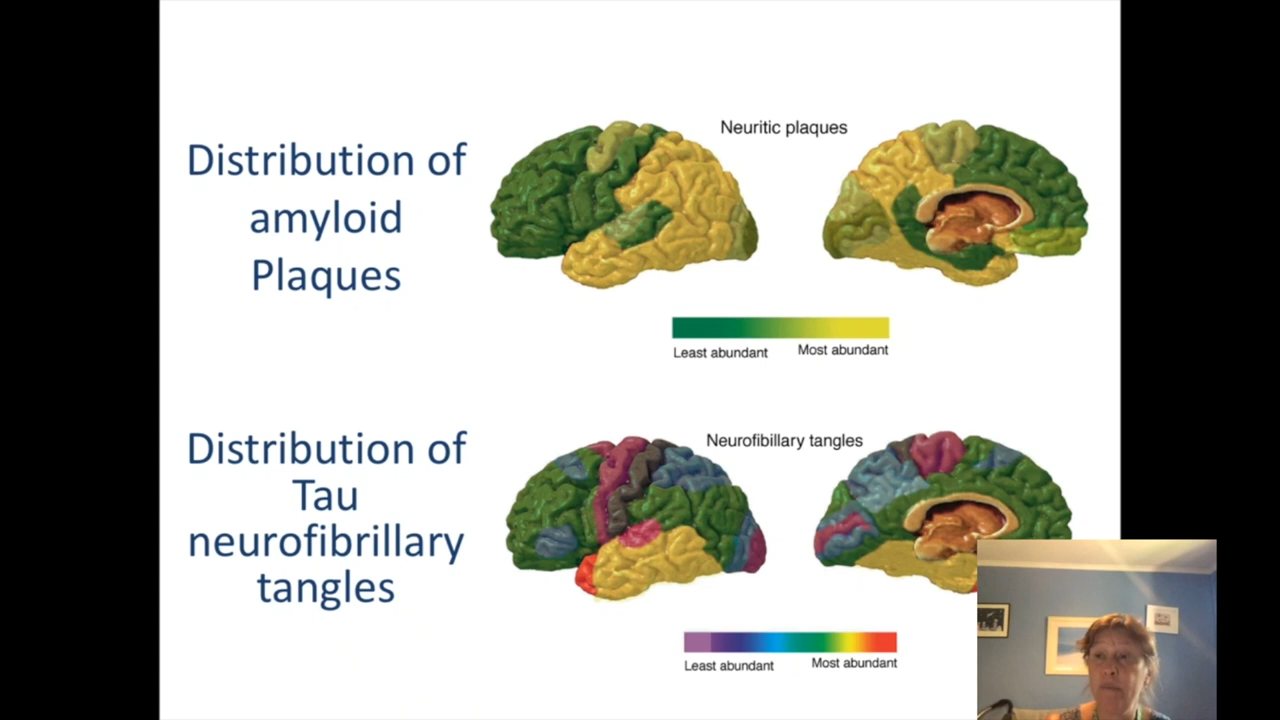 Distribution of
amyloid
Plaques
Neuritic plaques
Least abundant
Most abundant
Distribution of
Tau
neurofibrillary
tangles
Neurofibillary tangles
Least abundant
Most abundant